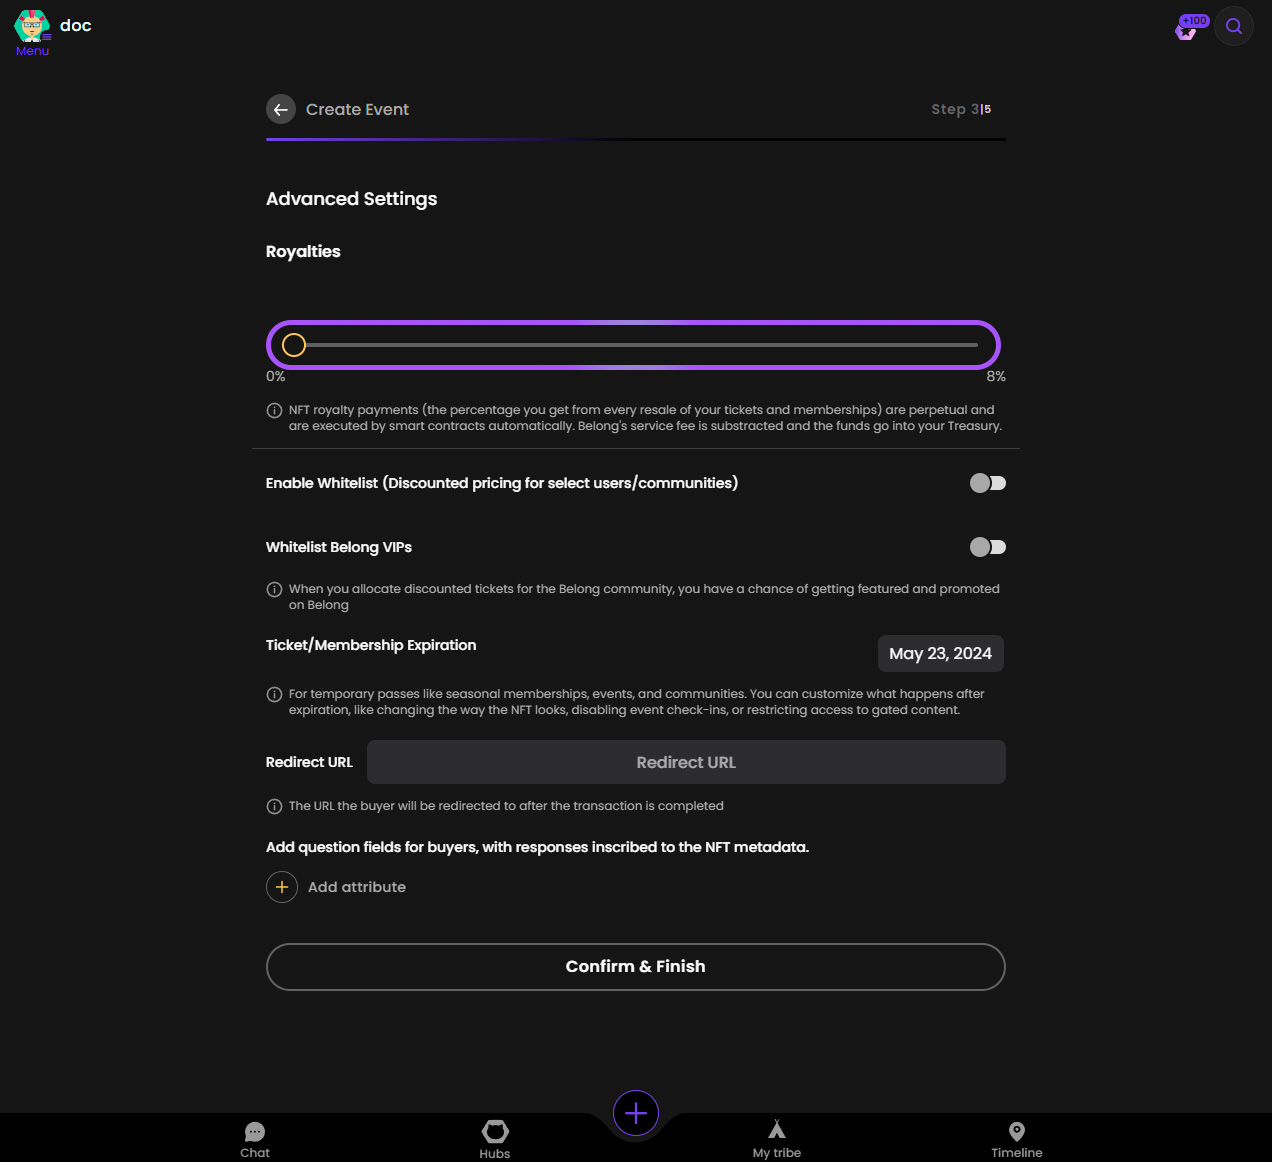 doc
Menu
+100
Create Event
Step 3|5
Advanced Settings
Royalties
0%
8%
NFT royalty payments (the percentage you get from every resale of your tickets and memberships) are perpetual and
are executed by smart contracts automatically. Belong's service fee is substracted and the funds go into your Treasury.
Enable Whitelist (Discounted pricing for select users/communities)
Whitelist Belong VIPs
When you allocate discounted tickets for the Belong community, you have a chance of getting featured and promoted
on Belong
Ticket/Membership Expiration
May 23, 2024
For temporary passes like seasonal memberships, events, and communities. You can customize what happens after
expiration, like changing the way the NFT looks, disabling event check-ins, or restricting access to gated content.
Redirect URL
Redirect URL
The URL the buyer will be redirected to after the transaction is completed
Add question fields for buyers, with responses inscribed to the NFT metadata.
Add attribute
Confirm & Finish
Chat
Hubs
My tribe
Timeline